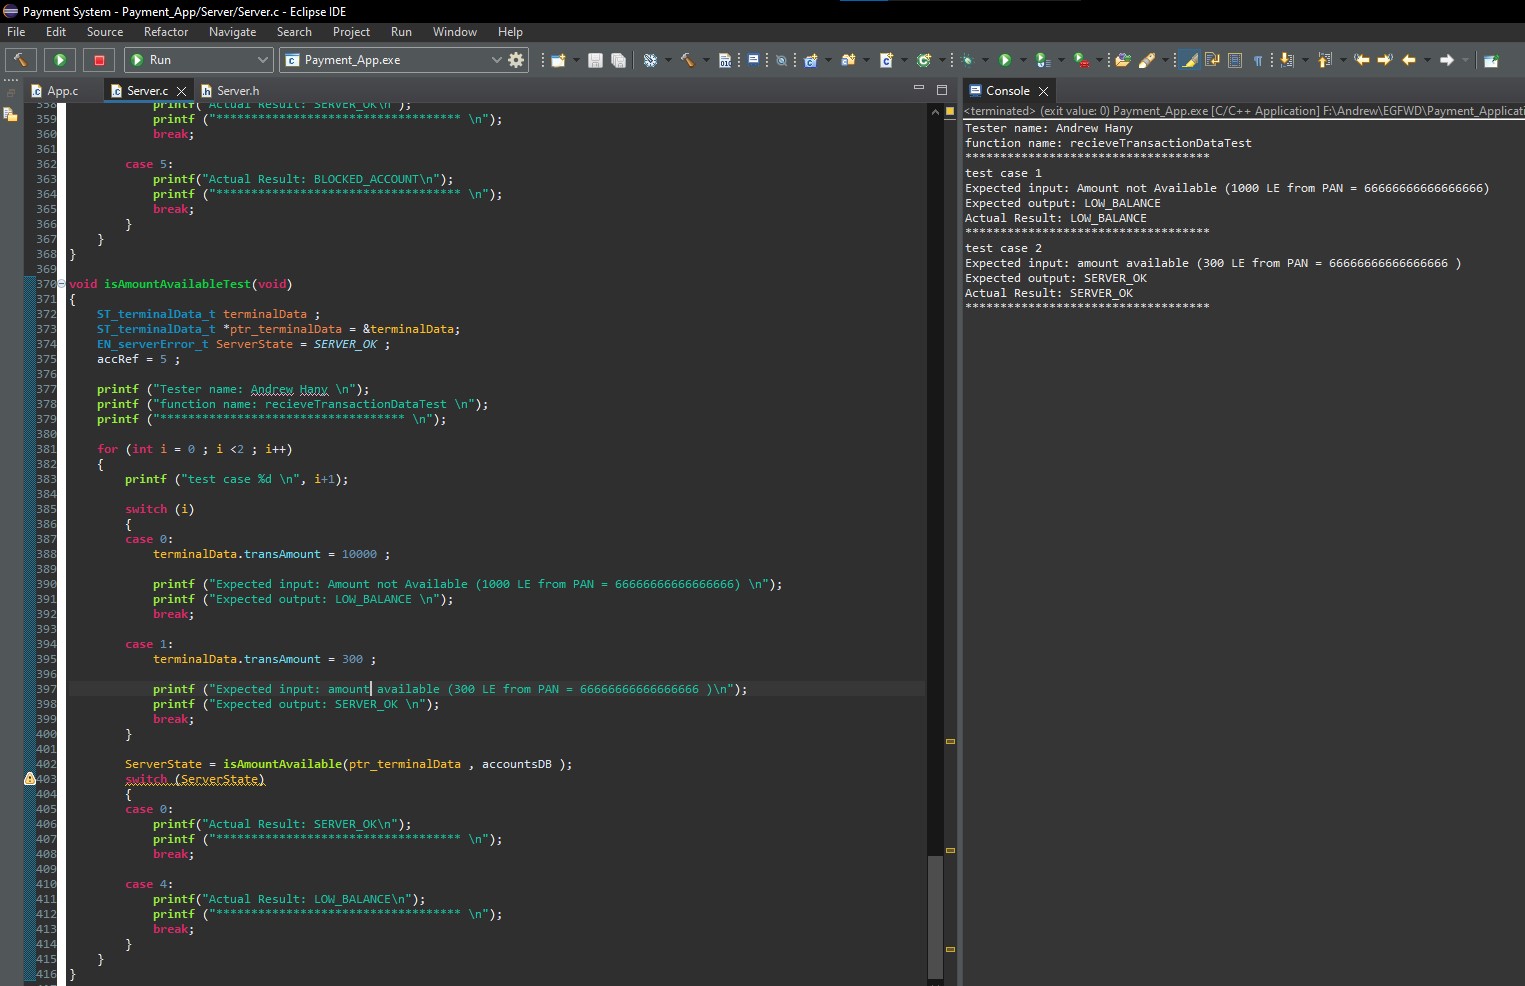 Payment System - Payment_App/Server/Server.c - Eclipse IDE
File Edit Source Refactor Navigate Search Project Run Window Help
Run Payment_App.exe
App.c Server.c Server.h
358 printf("Actual Result: SERVER_OK\n");
359 printf ("*********************************** \n");
360 break;
361
362 case 5:
363 printf("Actual Result: BLOCKED_ACCOUNT\n");
364 printf ("*********************************** \n");
365 break;
366 }
367 }
368 }
369
370 void isAmountAvailableTest(void)
371 {
372 ST_terminalData_t terminalData ;
373 ST_terminalData_t *ptr_terminalData = &terminalData;
374 EN_serverError_t ServerState = SERVER_OK ;
375 accRef = 5 ;
376
377 printf ("Tester name: Andrew Hany \n");
378 printf ("function name: recieveTransactionDataTest \n");
379 printf ("*********************************** \n");
380
381 for (int i = 0 ; i <2 ; i++)
382 {
383 printf ("test case %d \n", i+1);
384
385 switch (i)
386 {
387 case 0:
388 terminalData.transAmount = 10000 ;
389
390 printf ("Expected input: Amount not Available (1000 LE from PAN = 66666666666666666) \n");
391 printf ("Expected output: LOW_BALANCE \n");
392 break;
393
394 case 1:
395 terminalData.transAmount = 300 ;
396
397 printf ("Expected input: amount available (300 LE from PAN = 66666666666666666 )\n");
398 printf ("Expected output: SERVER_OK \n");
399 break;
400 }
401
402 ServerState = isAmountAvailable(ptr_terminalData , accountsDB );
403 switch (ServerState)
404 {
405 case 0:
406 printf("Actual Result: SERVER_OK\n");
407 printf ("*********************************** \n");
408 break;
409
410 case 4:
411 printf("Actual Result: LOW_BALANCE\n");
412 printf ("*********************************** \n");
413 break;
414 }
415 }
416 }
Console
<terminated> (exit value: 0) Payment_App.exe [C/C++ Application] F:\Andrew\EGFWD\Payment_Applicati
Tester name: Andrew Hany
function name: recieveTransactionDataTest
***********************************
test case 1
Expected input: Amount not Available (1000 LE from PAN = 66666666666666666)
Expected output: LOW_BALANCE
Actual Result: LOW_BALANCE
***********************************
test case 2
Expected input: amount available (300 LE from PAN = 66666666666666666 )
Expected output: SERVER_OK
Actual Result: SERVER_OK
***********************************